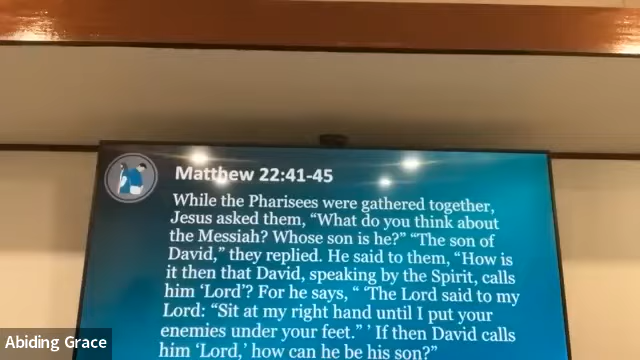 Matthew 22:41-45
While the Pharisees were gathered together,
Jesus asked them, “What do you think about
the Messiah? Whose son is he?” “The son of
David,” they replied. He said to them, “How is
it then that David, speaking by the Spirit, calls
him ‘Lord’? For he says, “ ‘The Lord said to my
Lord: “Sit at my right hand until I put your
enemies under your feet.” ’ If then David calls
him ‘Lord,’ how can he be his son?”
Abiding Grace